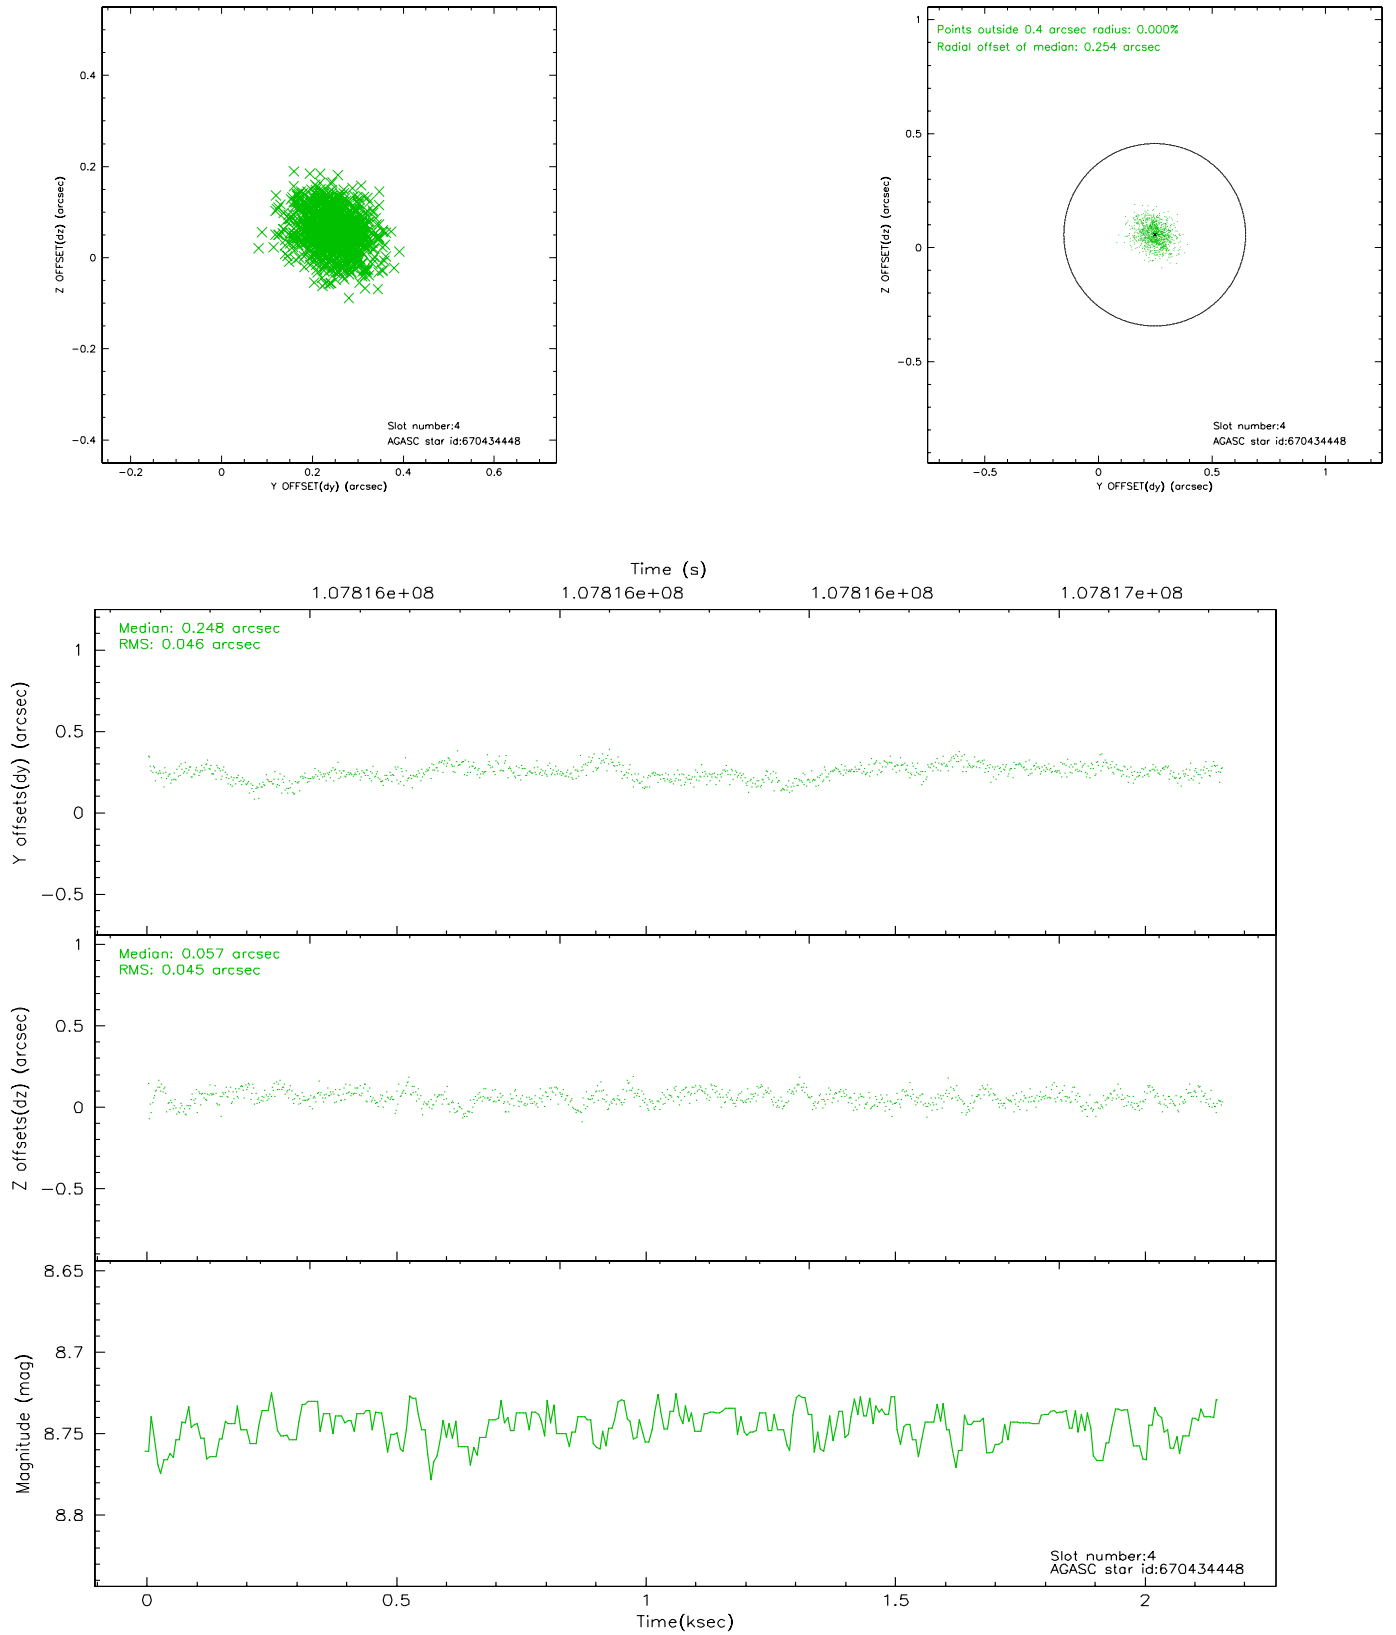 0.4
0.2
0
-0.2
-0.4
Z OFFSET(dz) (arcsec)
Slot number:4
AGASC star id:670434448
-0.2 0 0.2 0.4 0.6
Y OFFSET(dy) (arcsec)
Points outside 0.4 arcsec radius: 0.000%
Radial offset of median: 0.254 arcsec
1
0.5
0
-0.5
Z OFFSET(dz) (arcsec)
Slot number:4
AGASC star id:670434448
-0.5 0 0.5 1
Y OFFSET(dy) (arcsec)
Time (s)
1.07816e+08 1.07816e+08 1.07816e+08 1.07817e+08
Median: 0.248 arcsec
RMS: 0.046 arcsec
1
0.5
0
-0.5
Y offsets(dy) (arcsec)
Median: 0.057 arcsec
RMS: 0.045 arcsec
1
0.5
0
-0.5
Z offsets(dz) (arcsec)
8.65
8.7
8.75
8.8
Magnitude (mag)
Slot number:4
AGASC star id:670434448
0 0.5 1 1.5 2
Time(ksec)